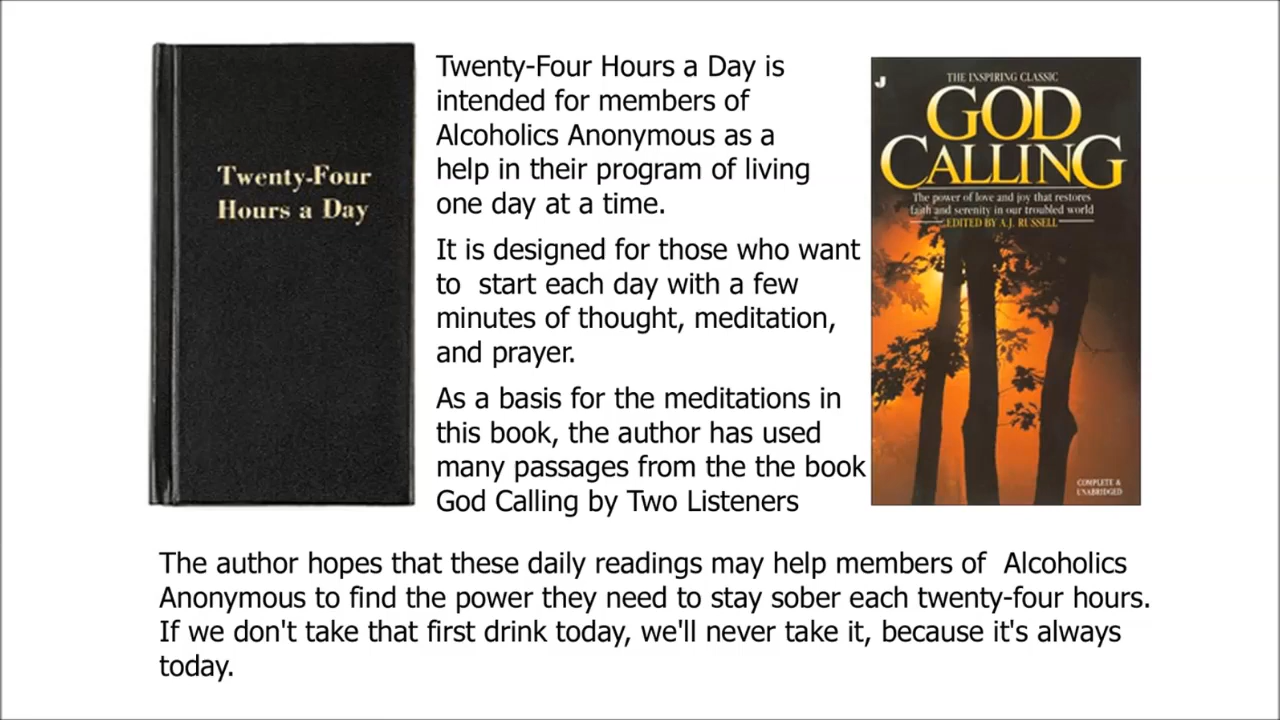 Twenty-Four
Hours a Day
Twenty-Four Hours a Day is
intended for members of
Alcoholics Anonymous as a
help in their program of living
one day at a time.
It is designed for those who want
to  start each day with a few
minutes of thought, meditation,
and prayer.
As a basis for the meditations in
this book, the author has used
many passages from the the book
God Calling by Two Listeners
J
THE INSPIRING CLASSIC
GOD
CALLING
The power of love and joy that restores
faith and serenity in our troubled world
EDITED BY A.J. RUSSELL
COMPLETE &
UNABRIDGED
The author hopes that these daily readings may help members of  Alcoholics
Anonymous to find the power they need to stay sober each twenty-four hours.
If we don't take that first drink today, we'll never take it, because it's always
today.